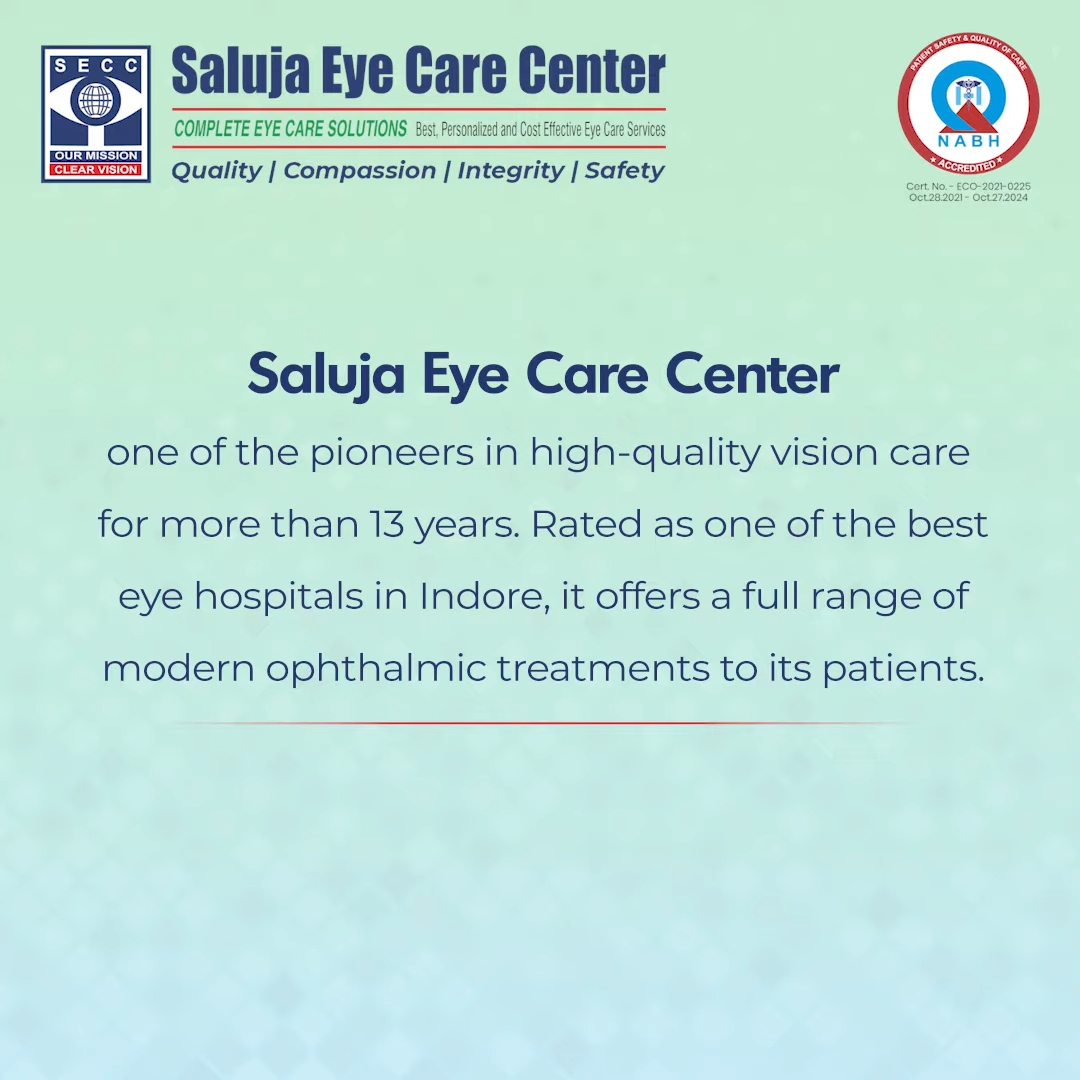 S E C C
OUR MISSION
CLEAR VISION
Saluja Eye Care Center
COMPLETE EYE CARE SOLUTIONS Best, Personalized and Cost Effective Eye Care Services
Quality | Compassion | Integrity | Safety
PATIENT SAFETY & QUALITY OF CARE
NABH
ACCREDITED
Cert. No. - ECO-2021-0225
Oct.28.2021 - Oct.27.2024
Saluja Eye Care Center
one of the pioneers in high-quality vision care
for more than 13 years. Rated as one of the best
eye hospitals in Indore, it offers a full range of
modern ophthalmic treatments to its patients.